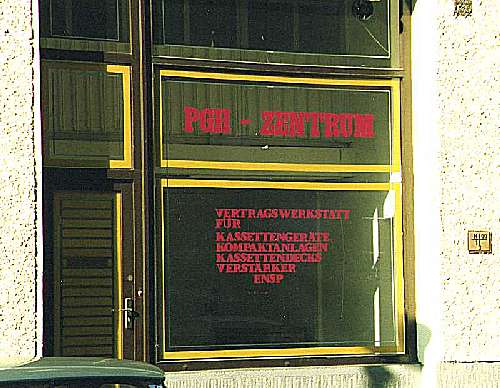 PGH - ZENTRUM
VERTRAGSWERKSTATT
FÜR
KASSETTENGERÄTE
KOMPAKTANLAGEN
KASSETTENDECKS
VERSTÄRKER
ENSP